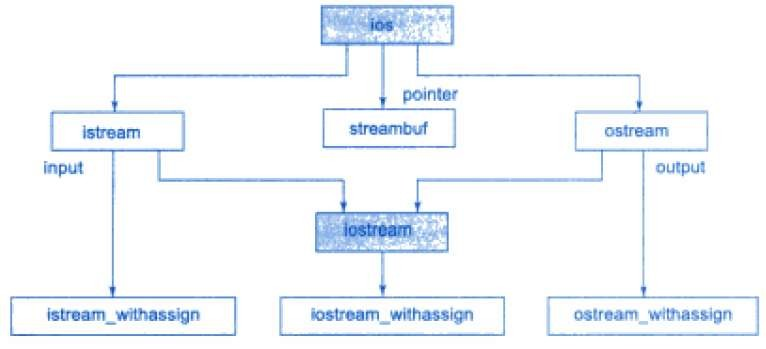 ios
pointer
istream
streambuf
ostream
input
output
iostream
istream_withassign
iostream_withassign
ostream_withassign